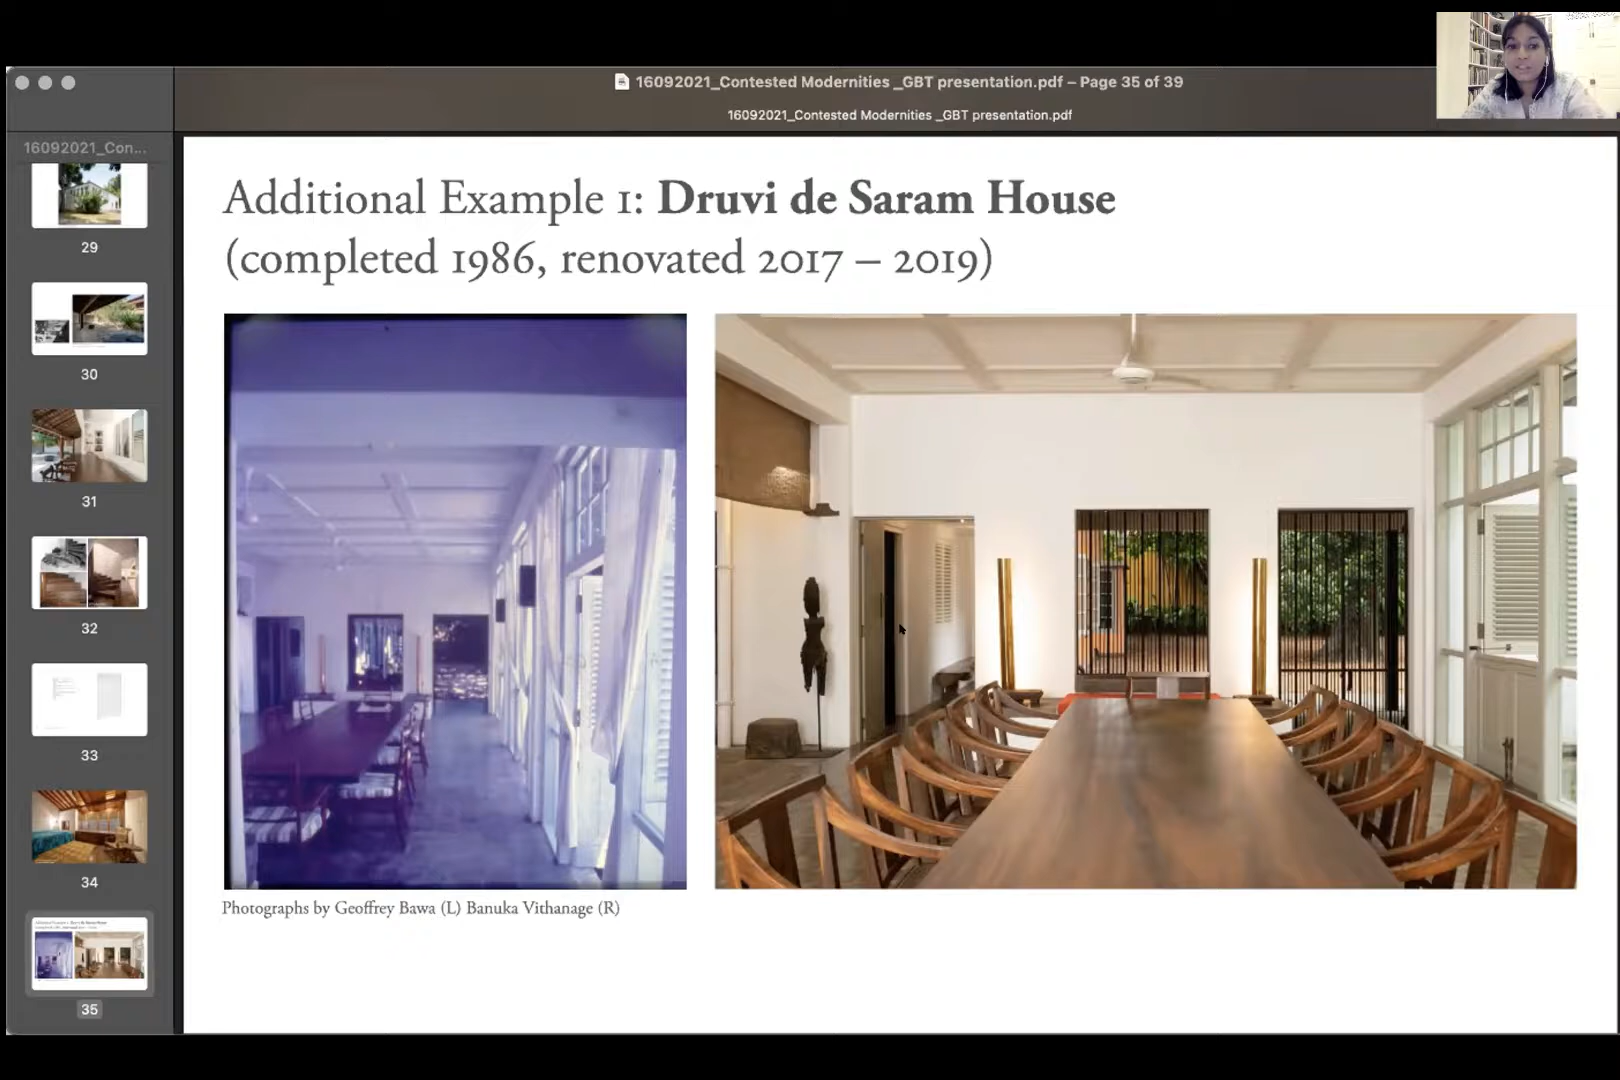 16092021_Contested Modernities _GBT presentation.pdf – Page 35 of 39
16092021_Contested Modernities _GBT presentation.pdf
16092021_Con...
29
30
31
32
33
34
35
Additional Example 1: Druvi de Saram House
(completed 1986, renovated 2017 – 2019)
Photographs by Geoffrey Bawa (L) Banuka Vithanage (R)